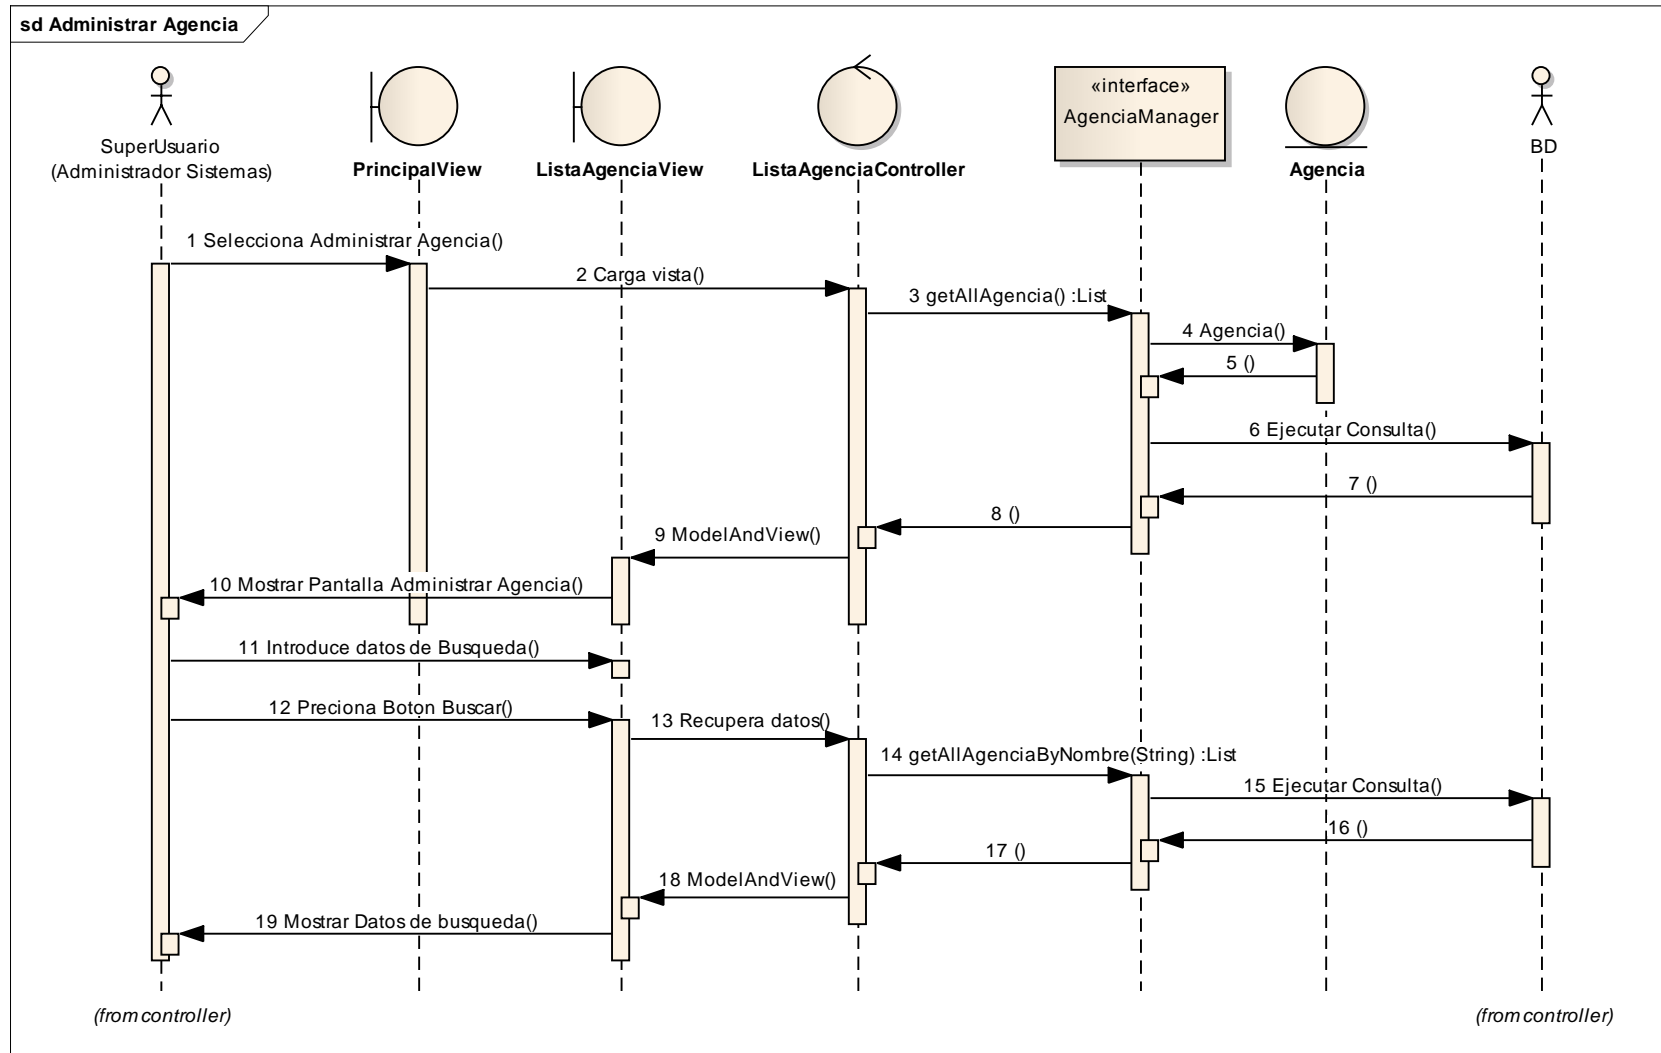 sd Administrar Agencia
«interface»
AgenciaManager
SuperUsuario
(Administrador Sistemas)
PrincipalView
ListaAgenciaView
ListaAgenciaController
Agencia
BD
1 Selecciona Administrar Agencia()
2 Carga vista()
3 getAllAgencia() :List
4 Agencia()
5 ()
6 Ejecutar Consulta()
7 ()
8 ()
9 ModelAndView()
10 Mostrar Pantalla Administrar Agencia()
11 Introduce datos de Busqueda()
12 Preciona Boton Buscar()
13 Recupera datos()
14 getAllAgenciaByNombre(String) :List
15 Ejecutar Consulta()
16 ()
17 ()
18 ModelAndView()
19 Mostrar Datos de busqueda()
(from controller)
(from controller)